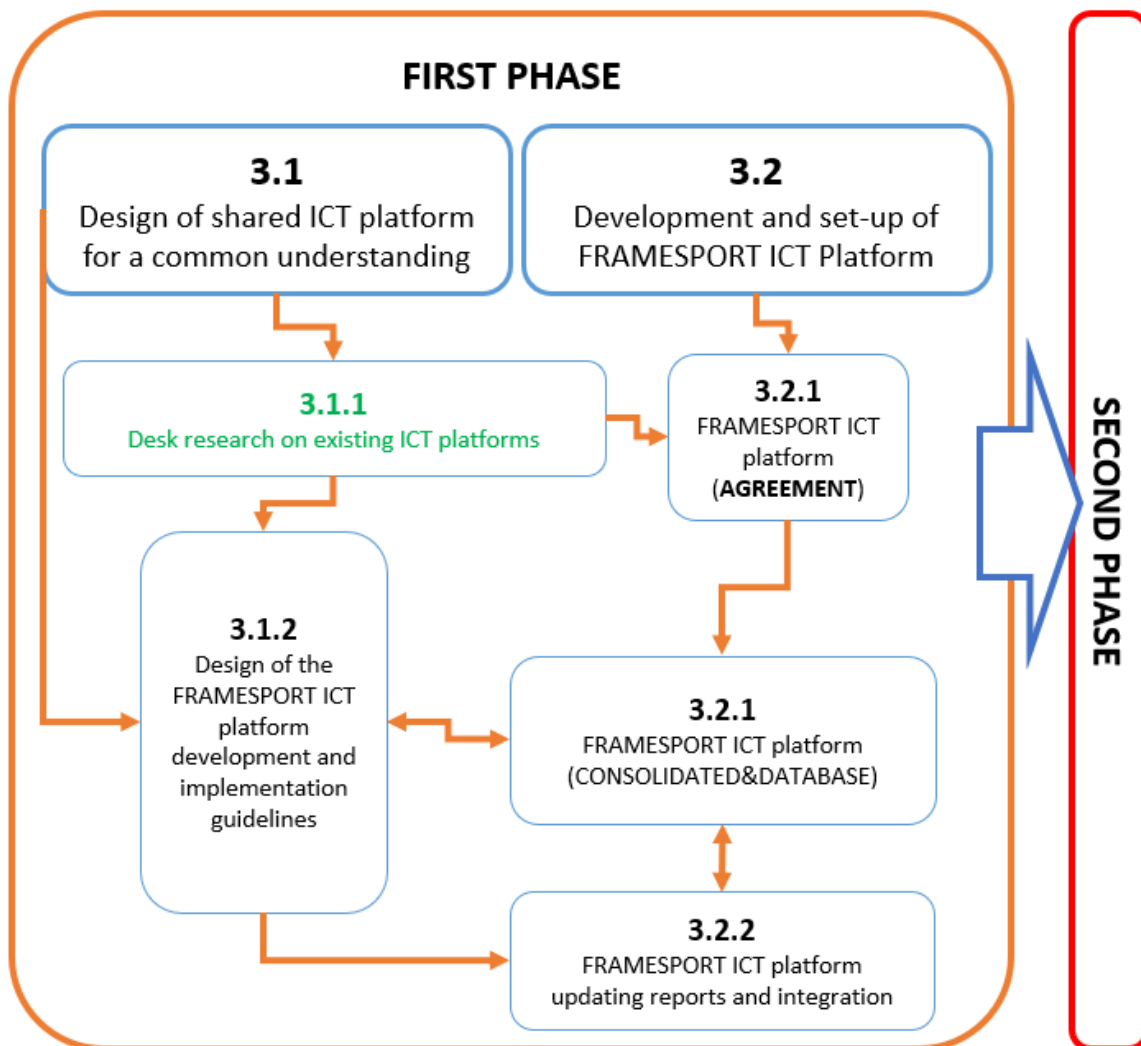 FIRST PHASE
3.1
Design of shared ICT platform
for a common understanding
3.2
Development and set-up of
FRAMESPORT ICT Platform
3.1.1
Desk research on existing ICT platforms
3.2.1
FRAMESPORT ICT
platform
(AGREEMENT)
3.1.2
Design of the
FRAMESPORT ICT
platform
development and
implementation
guidelines
3.2.1
FRAMESPORT ICT platform
(CONSOLIDATED&DATABASE)
3.2.2
FRAMESPORT ICT platform
updating reports and integration
SECOND PHASE